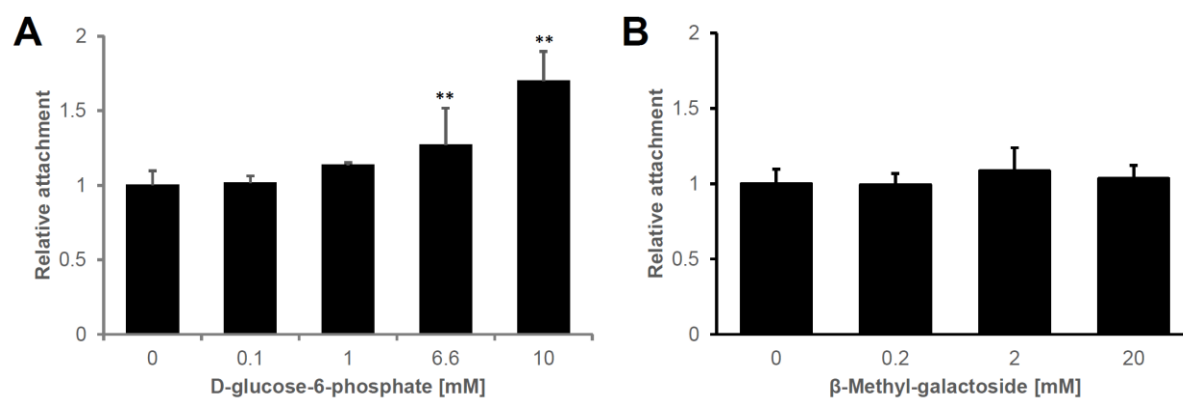 A
Relative attachment
2
1.5
1
0.5
0
**
**
0 0.1 1 6.6 10
D-glucose-6-phosphate [mM]
B
Relative attachment
2
1.5
1
0.5
0
0 0.2 2 20
β-Methyl-galactoside [mM]